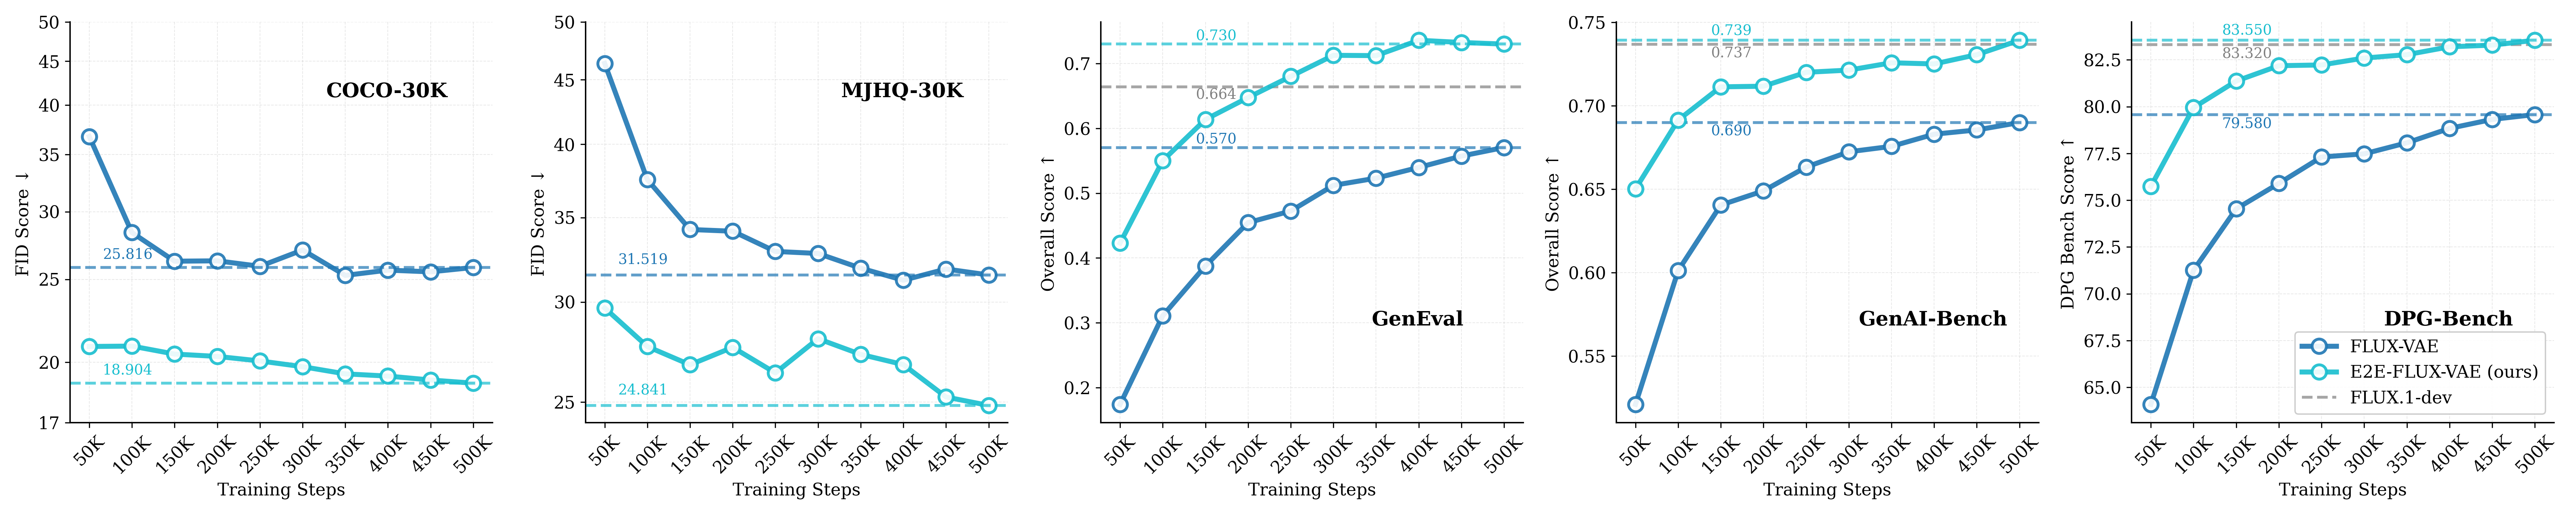 FID Score ↓
50
45
40
35
30
25
20
17
COCO-30K
25.816
18.904
50K
100K
150K
200K
250K
300K
350K
400K
450K
500K
Training Steps
FID Score ↓
50
45
40
35
30
25
MJHQ-30K
31.519
24.841
50K
100K
150K
200K
250K
300K
350K
400K
450K
500K
Training Steps
Overall Score ↑
0.7
0.6
0.5
0.4
0.3
0.2
0.730
0.664
0.570
GenEval
50K
100K
150K
200K
250K
300K
350K
400K
450K
500K
Training Steps
Overall Score ↑
0.75
0.70
0.65
0.60
0.55
0.739
0.737
0.690
GenAI-Bench
50K
100K
150K
200K
250K
300K
350K
400K
450K
500K
Training Steps
DPG Bench Score ↑
82.5
80.0
77.5
75.0
72.5
70.0
67.5
65.0
83.550
83.320
79.580
DPG-Bench
FLUX-VAE
E2E-FLUX-VAE (ours)
FLUX.1-dev
50K
100K
150K
200K
250K
300K
350K
400K
450K
500K
Training Steps